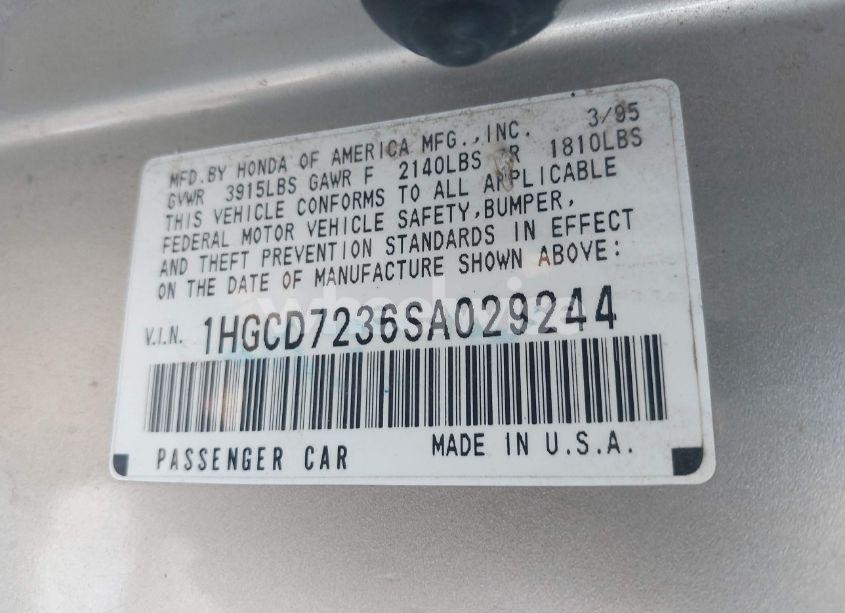 MFD.BY HONDA OF AMERICA MFG.,INC. 3/95
GVWR 3915LBS GAWR F 2140LBS R 1810LBS
THIS VEHICLE CONFORMS TO ALL APPLICABLE
FEDERAL MOTOR VEHICLE SAFETY,BUMPER,
AND THEFT PREVENTION STANDARDS IN EFFECT
ON THE DATE OF MANUFACTURE SHOWN ABOVE:
V.I.N. 1HGCD7236SA029244
PASSENGER CAR MADE IN U.S.A.